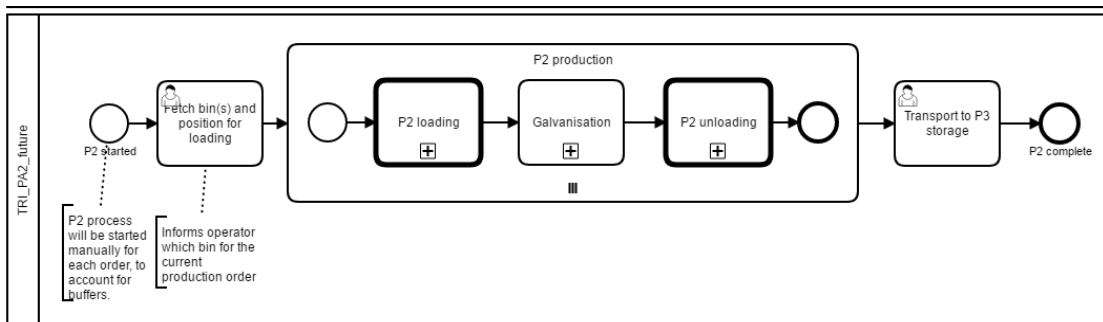 TRI_PA2_future
P2 started
Fetch bin(s) and
position for
loading
P2 production
P2 loading
Galvanisation
P2 unloading
Transport to P3
storage
P2 complete
P2 process
will be started
manually for
each order, to
account for
buffers.
Informs operator
which bin for the
current
production order